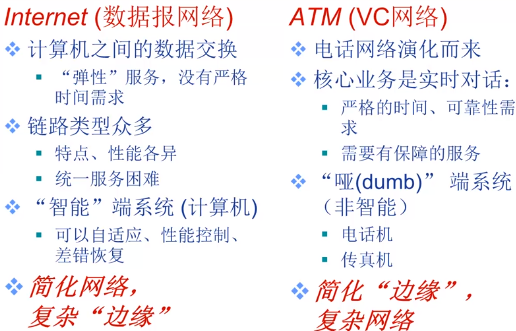 Internet (数据报网络)
计算机之间的数据交换
“弹性”服务，没有严格
时间需求
链路类型众多
特点、性能各异
统一服务困难
“智能”端系统 (计算机)
可以自适应、性能控制、
差错恢复
简化网络，
复杂“边缘”
ATM (VC网络)
电话网络演化而来
核心业务是实时对话：
严格的时间、可靠性需
求
需要有保障的服务
“哑(dumb)” 端系统
（非智能）
电话机
传真机
简化“边缘”，
复杂网络